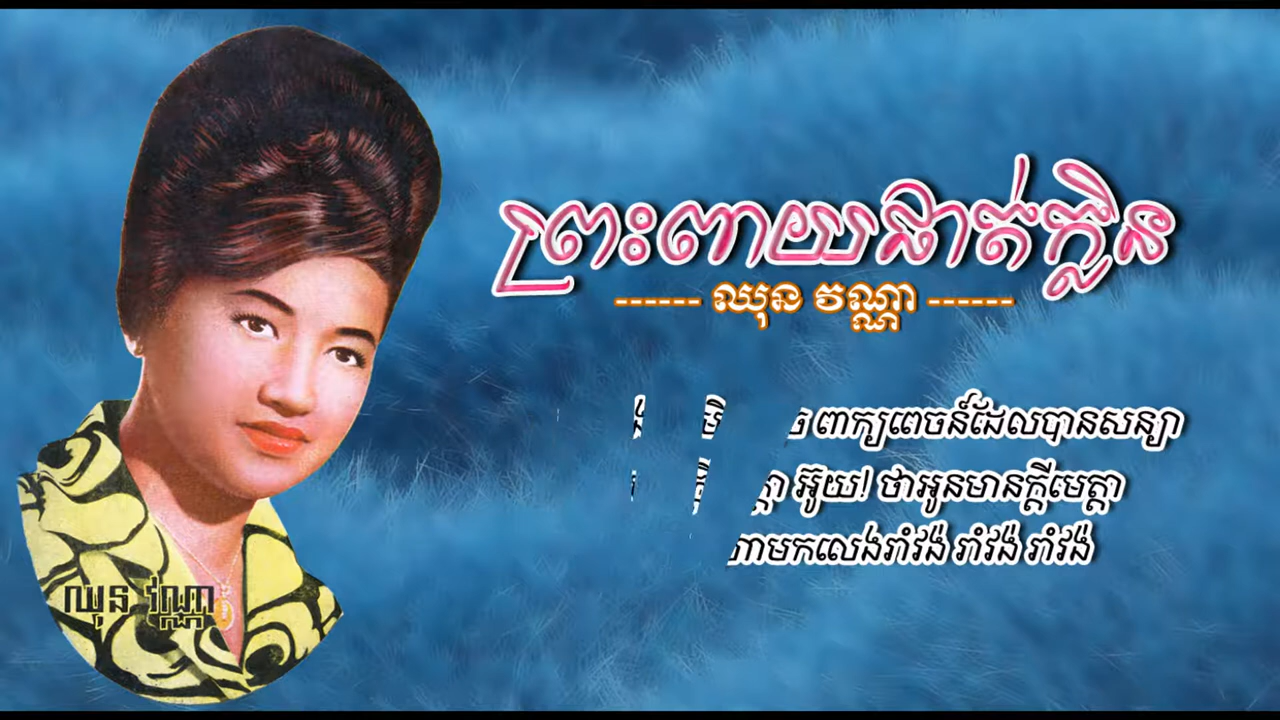 ព្រះពាយផាត់ក្លិន
------ ឈុន វណ្ណា ------
ពាក្យពេចន៍ដែលបានសន្យា
អ៊ូយ! ថាអូនមានក្ដីមេត្តា
មកលេងរាំវង់ រាំវង់ រាំវង់
ឈុន វណ្ណា